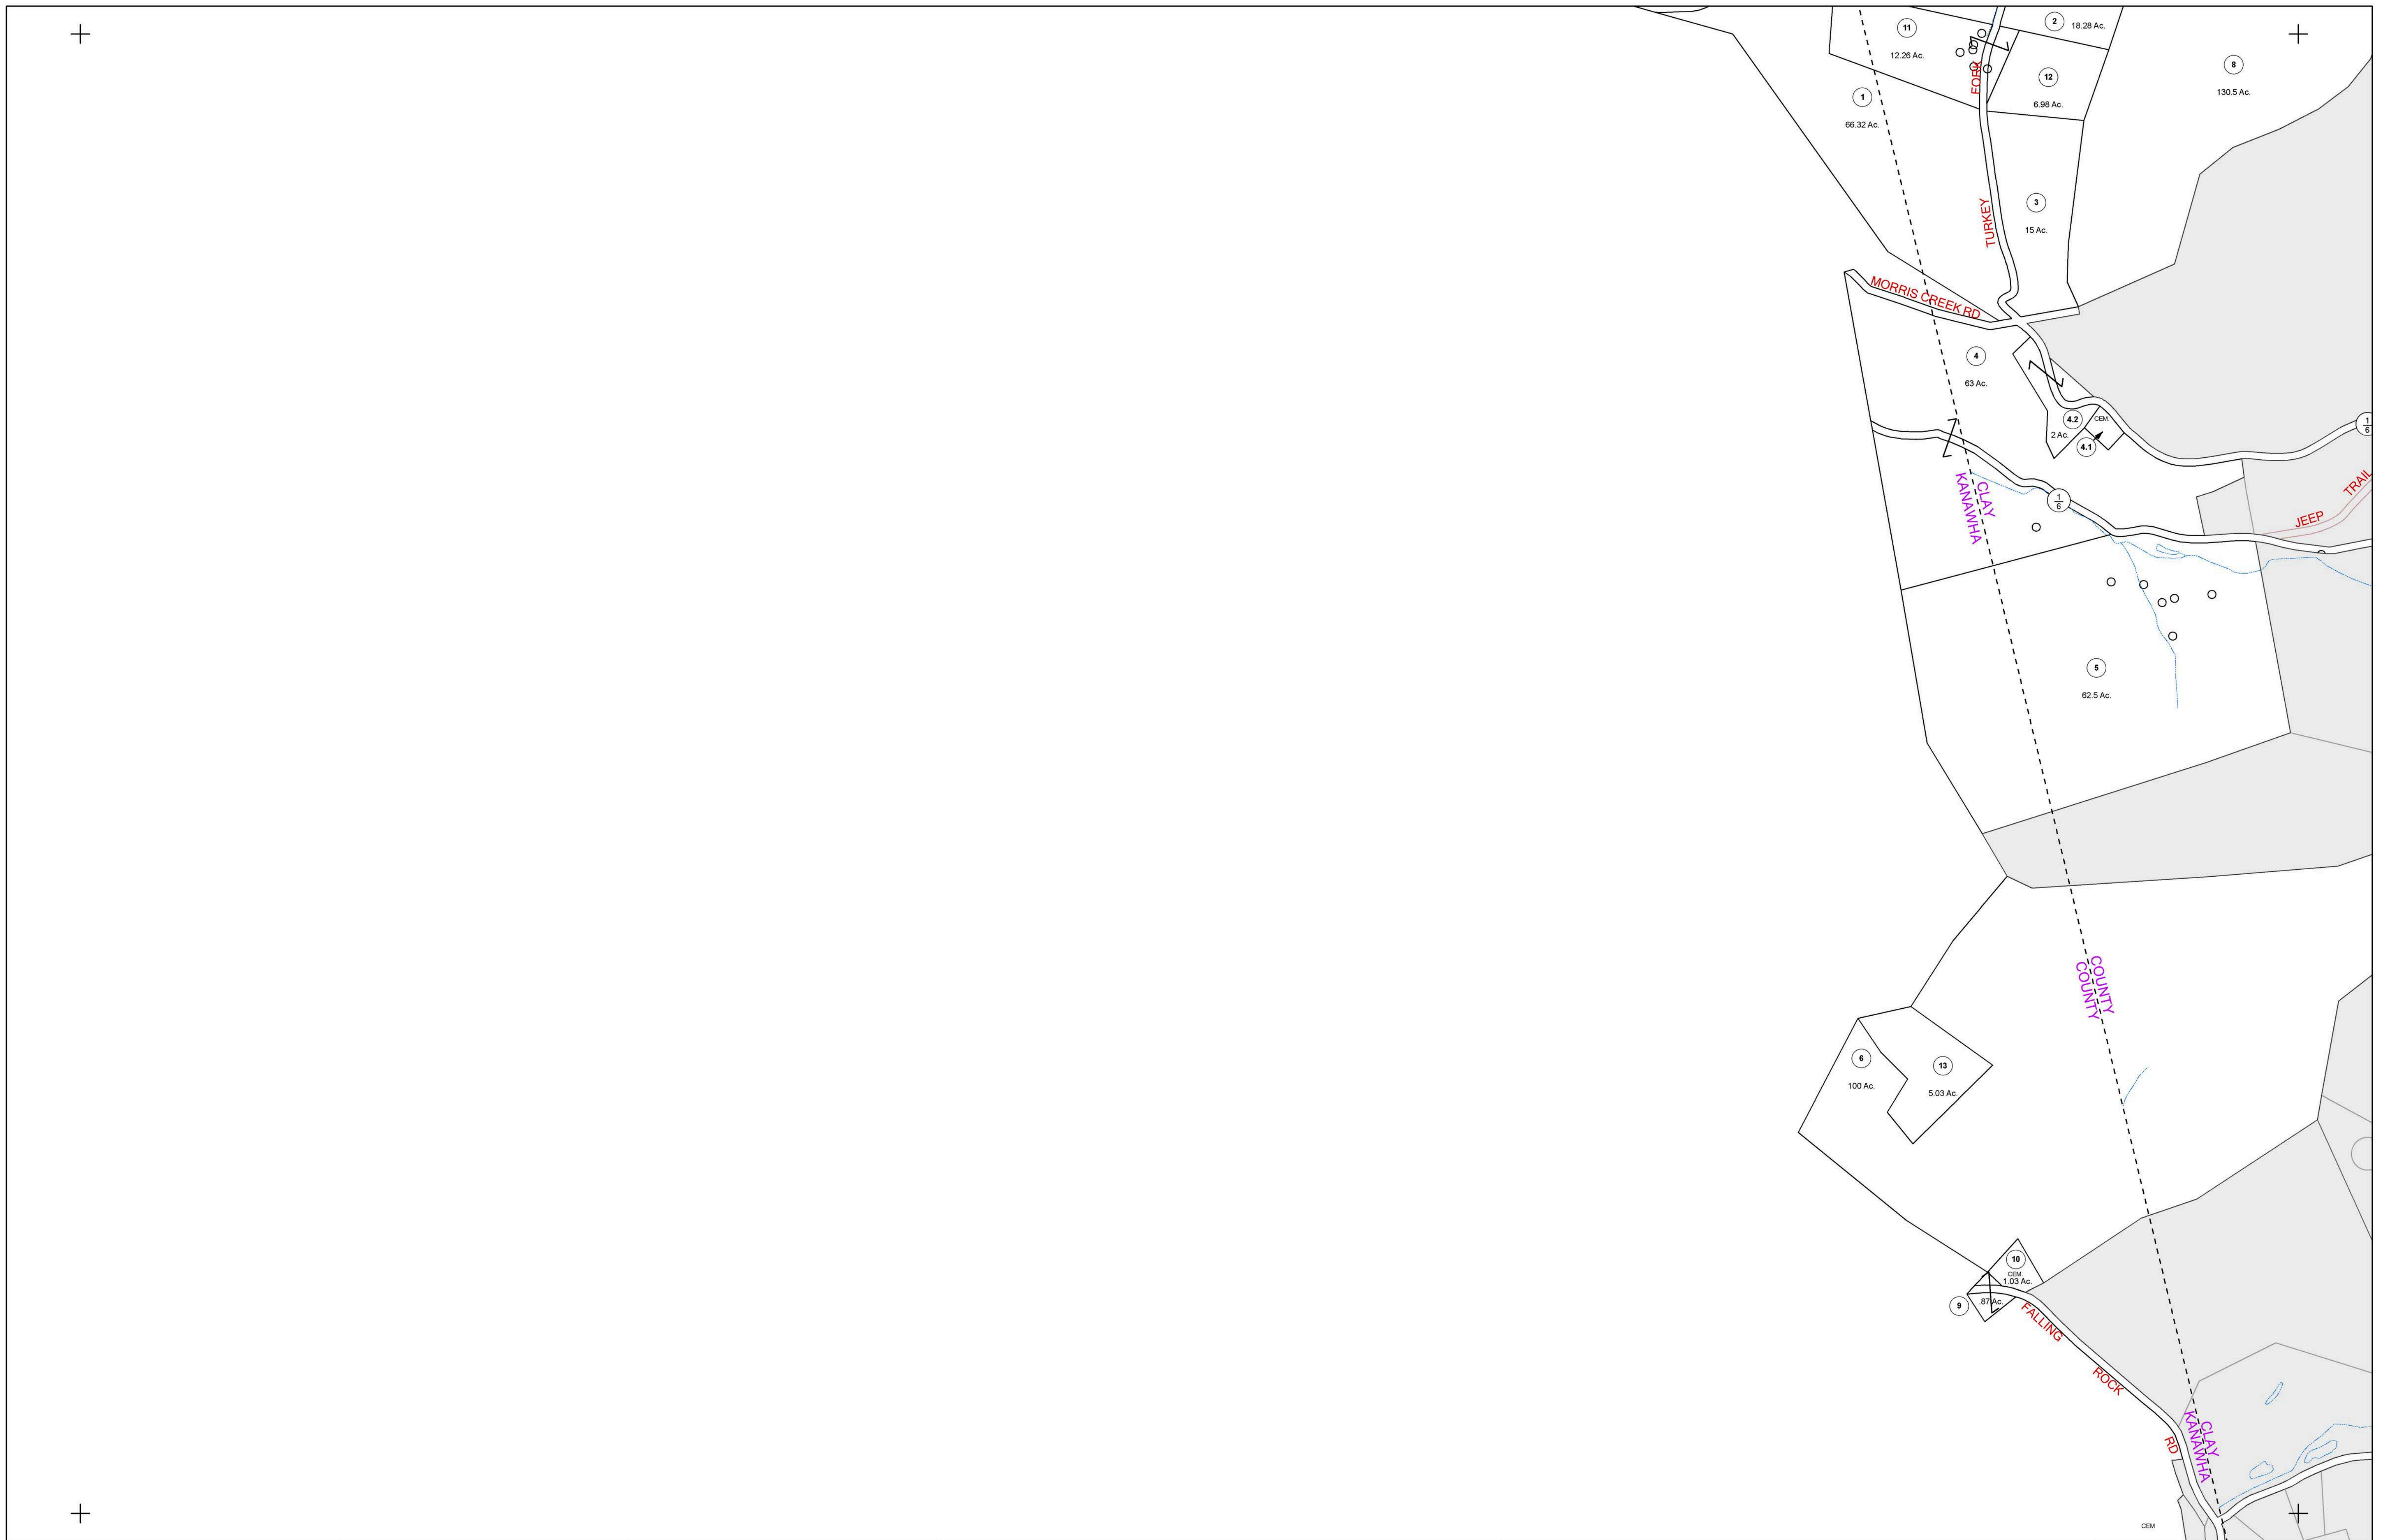 11
12.26 Ac.
2
18.28 Ac.
8
130.5 Ac.
12
6.98 Ac.
1
66.32 Ac.
FORK
TURKEY
3
15 Ac.
MORRIS CREEK RD
4
63 Ac.
4.2
2 Ac.
CEM.
4.1
1
6
CLAY
KANAWHA
1
6
JEEP
TRAIL
5
62.5 Ac.
COUNTY
COUNTY
6
100 Ac.
13
5.03 Ac.
10
CEM.
1.03 Ac.
9
.87 Ac.
FALLING
ROCK
RD
CLAY
KANAWHA
CEM